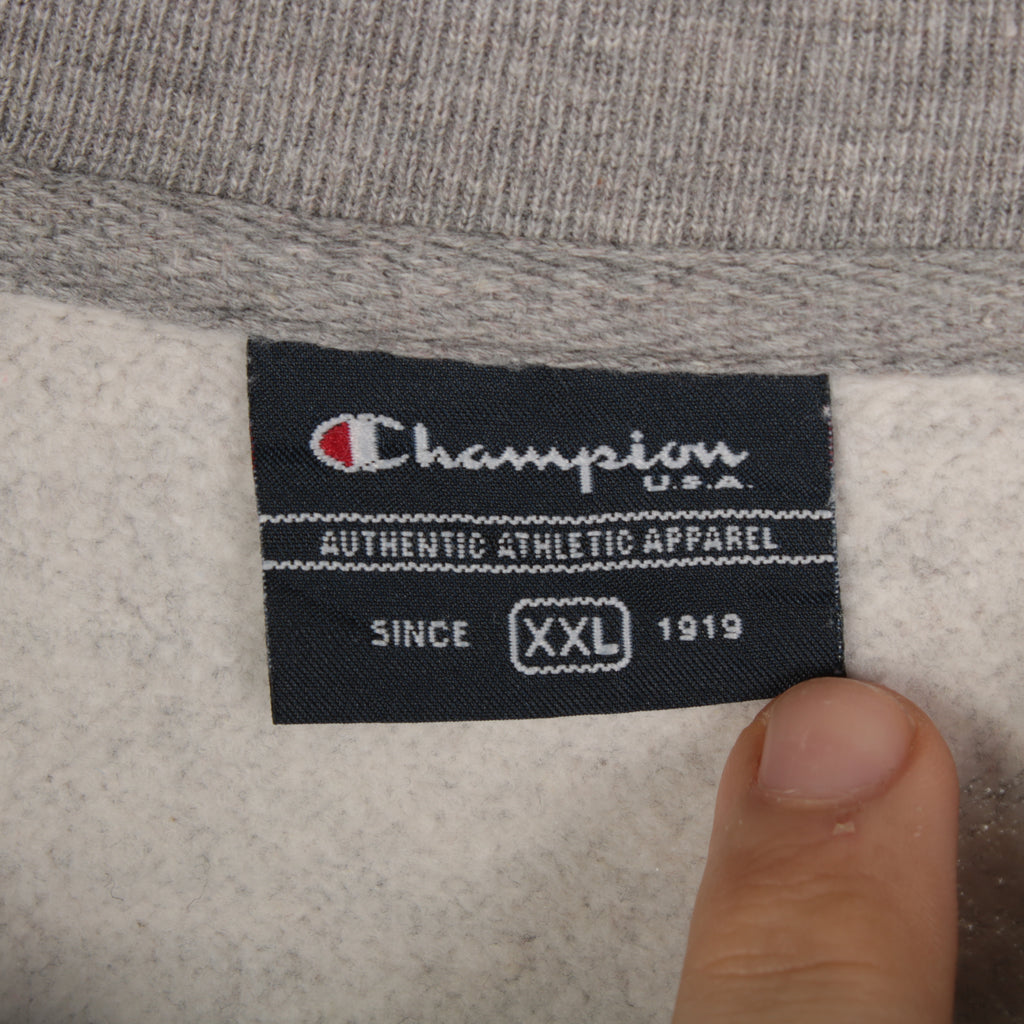 Champion
U.S.A.
AUTHENTIC ATHLETIC APPAREL
SINCE XXL 1919